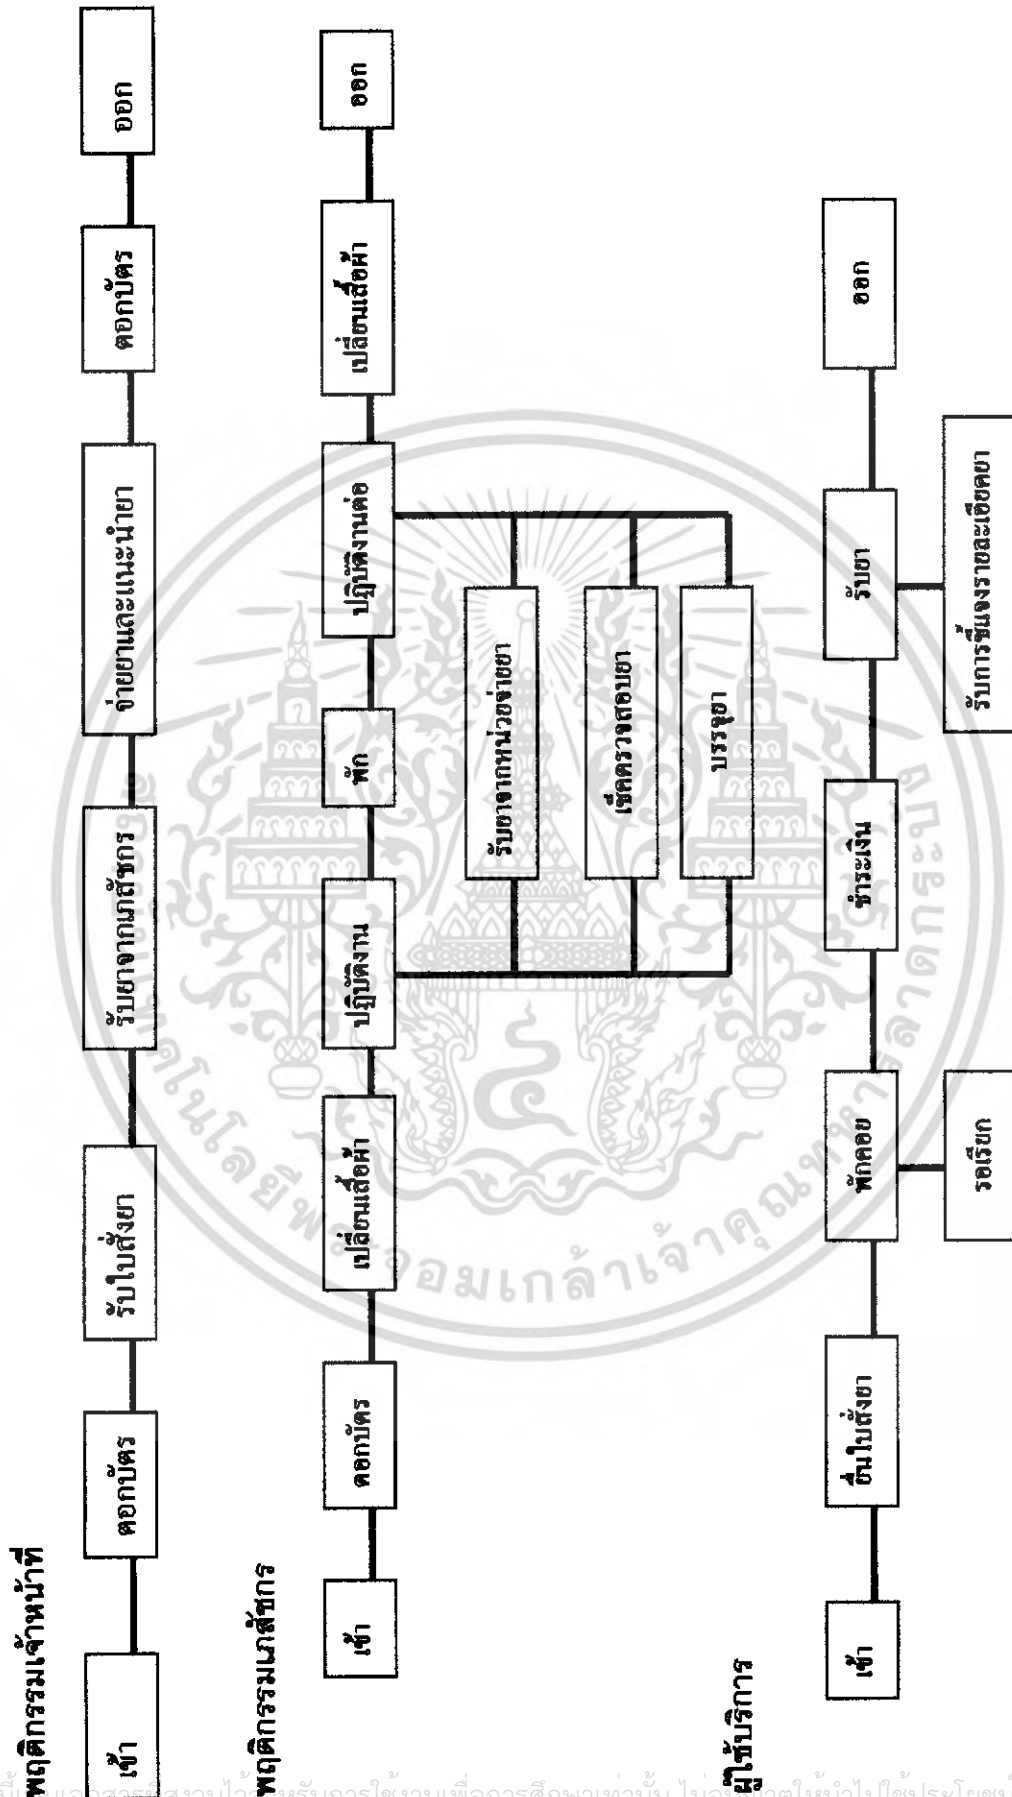 พฤติกรรมเจ้าหน้าที่
เข้า
ตอกบัตร
รับใบสั่งยา
รับยาจากเภสัชกร
จ่ายยาและแนะนำยา
ตอกบัตร
ออก
พฤติกรรมเภสัชกร
เข้า
ตอกบัตร
เปลี่ยนเสื้อผ้า
ปฏิบัติงาน
พัก
ปฏิบัติงานต่อ
เปลี่ยนเสื้อผ้า
ออก
รับยาจากหน่วยจ่ายยา
เช็คตรวจสอบยา
บรรจุยา
ผู้ใช้บริการ
เข้า
ยื่นใบสั่งยา
พักคอย
ชำระเงิน
รับยา
ออก
รอเรียก
รับการชี้แจงรายละเอียดยา